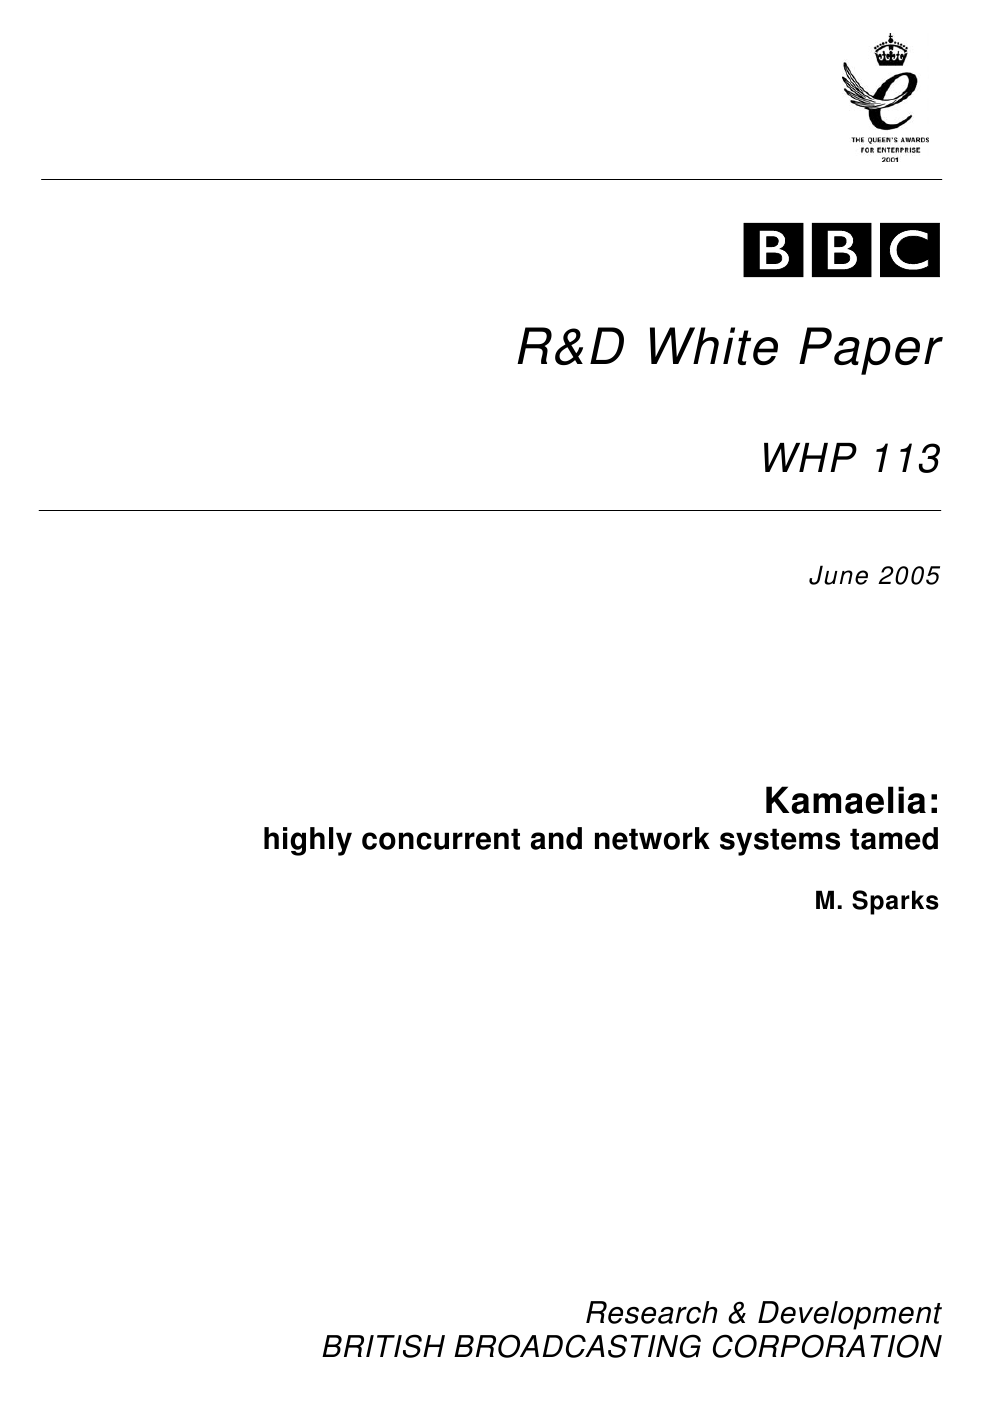 THE QUEEN'S AWARDS
FOR ENTERPRISE
2001
BBC
R&D White Paper
WHP 113
June 2005
Kamaelia:
highly concurrent and network systems tamed
M. Sparks
Research & Development
BRITISH BROADCASTING CORPORATION